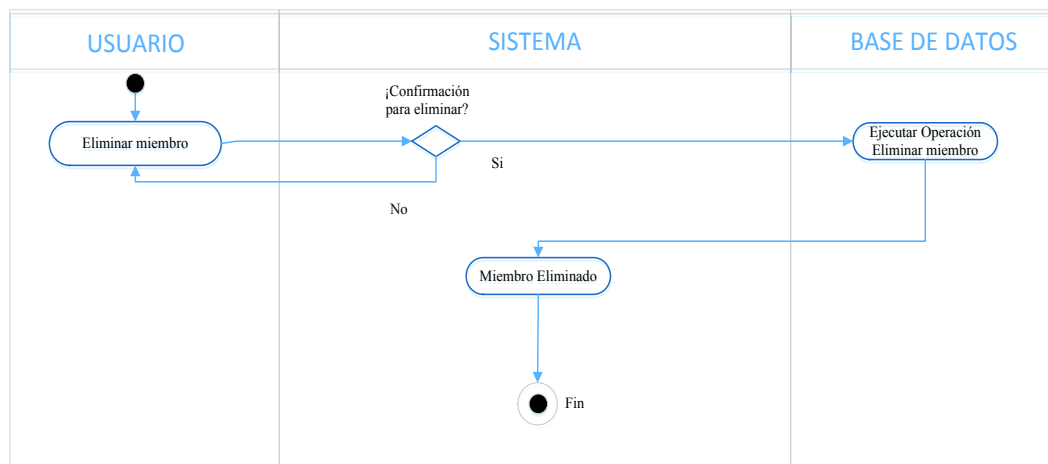 USUARIO
SISTEMA
BASE DE DATOS
¡Confirmación
para eliminar?
Eliminar miembro
Si
Ejecutar Operación
Eliminar miembro
No
Miembro Eliminado
Fin